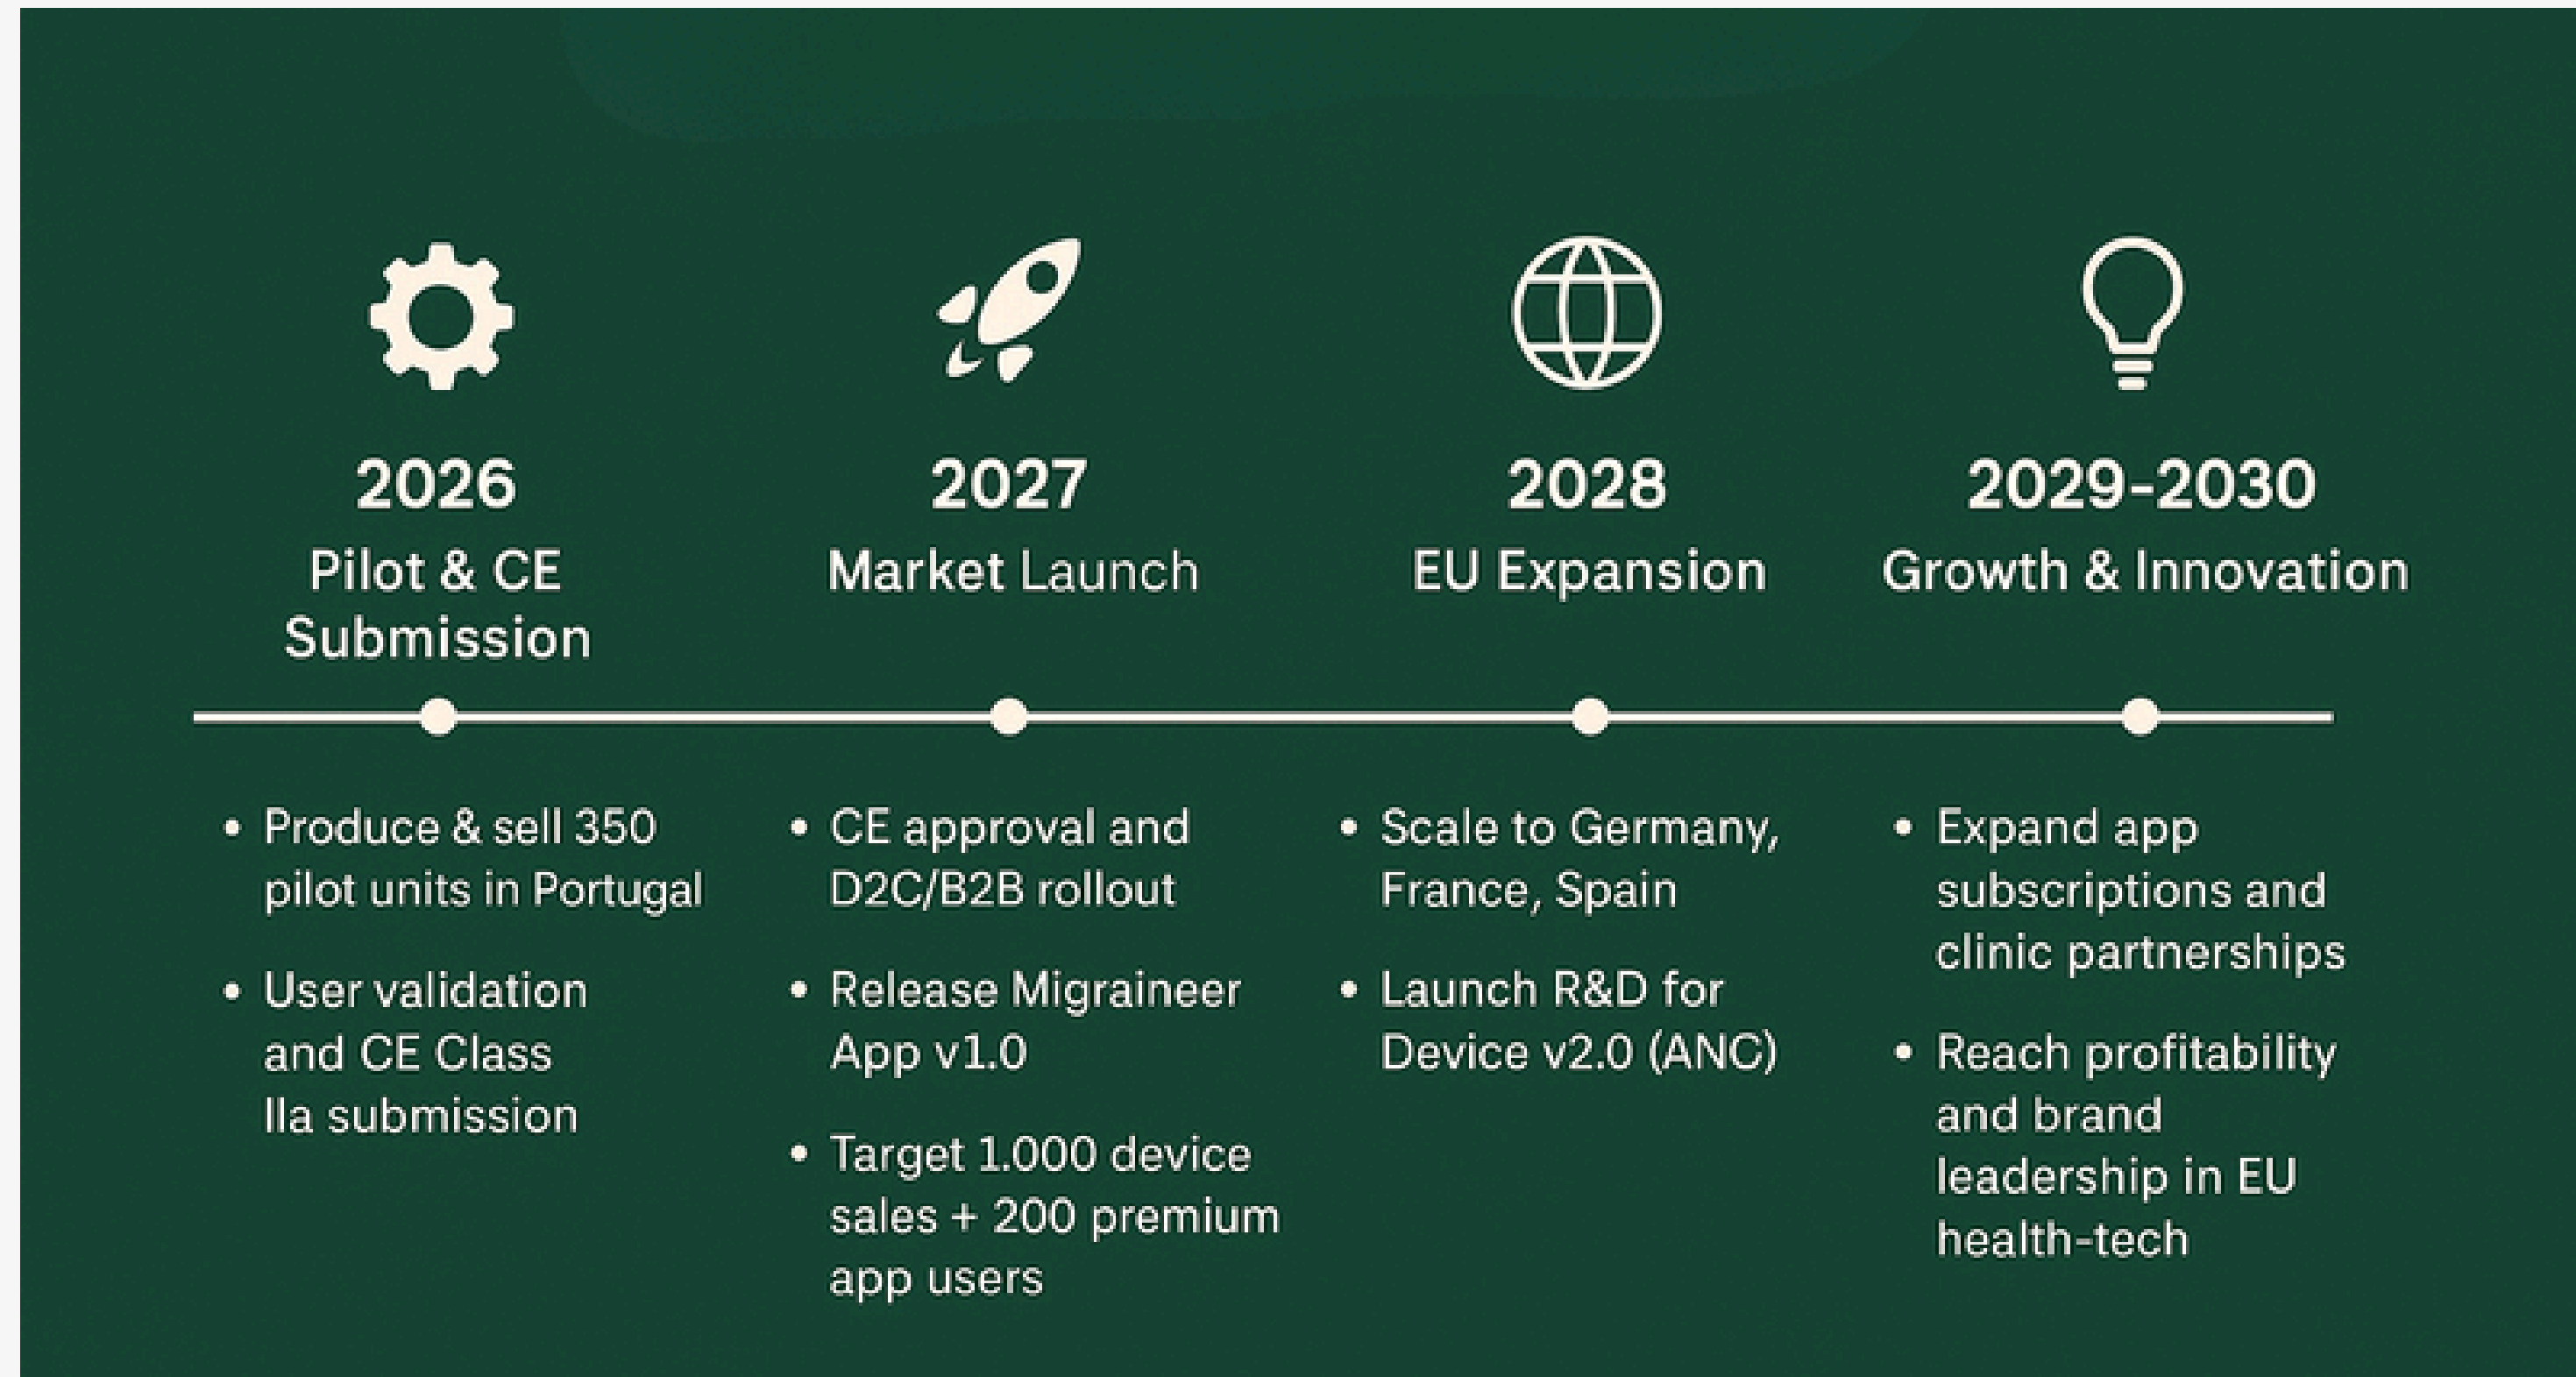 2026
Pilot & CE
Submission
• Produce & sell 350
pilot units in Portugal
• User validation
and CE Class
IIa submission
2027
Market Launch
• CE approval and
D2C/B2B rollout
• Release Migraineer
App v1.0
• Target 1.000 device
sales + 200 premium
app users
2028
EU Expansion
• Scale to Germany,
France, Spain
• Launch R&D for
Device v2.0 (ANC)
2029-2030
Growth & Innovation
• Expand app
subscriptions and
clinic partnerships
• Reach profitability
and brand
leadership in EU
health-tech